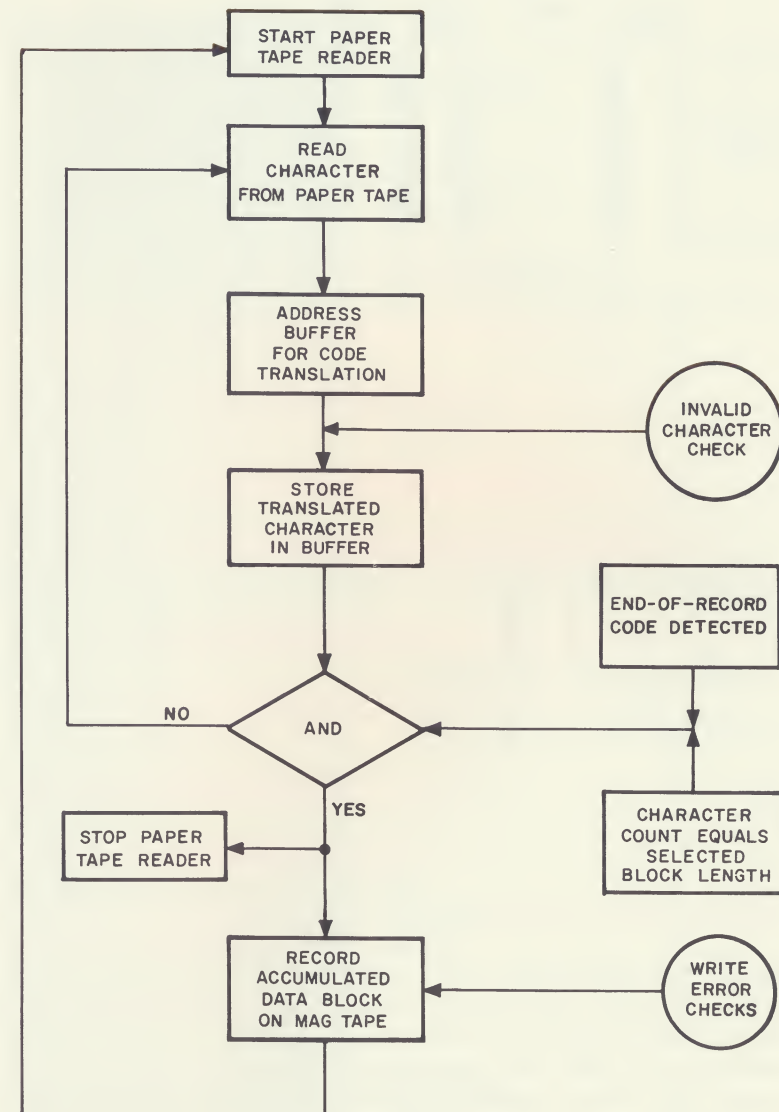 START PAPER
TAPE READER
READ
CHARACTER
FROM PAPER TAPE
ADDRESS
BUFFER
FOR CODE
TRANSLATION
INVALID
CHARACTER
CHECK
STORE
TRANSLATED
CHARACTER
IN BUFFER
END-OF-RECORD
CODE DETECTED
NO
AND
YES
STOP PAPER
TAPE READER
CHARACTER
COUNT EQUALS
SELECTED
BLOCK LENGTH
RECORD
ACCUMULATED
DATA BLOCK
ON MAG TAPE
WRITE
ERROR
CHECKS